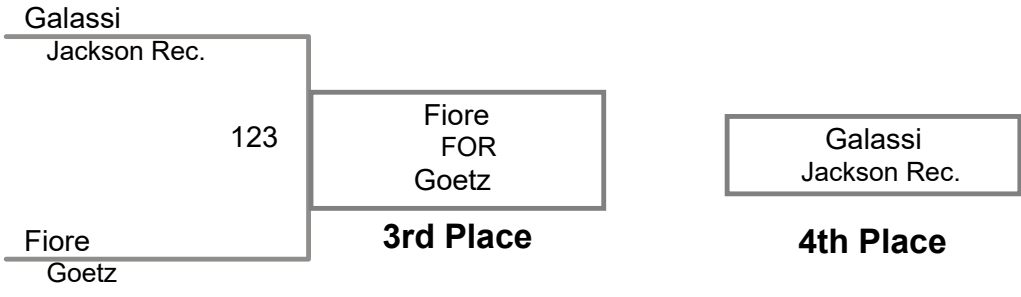 Galassi
Jackson Rec.
123
Fiore
FOR
Goetz
3rd Place
Galassi
Jackson Rec.
4th Place
Fiore
Goetz